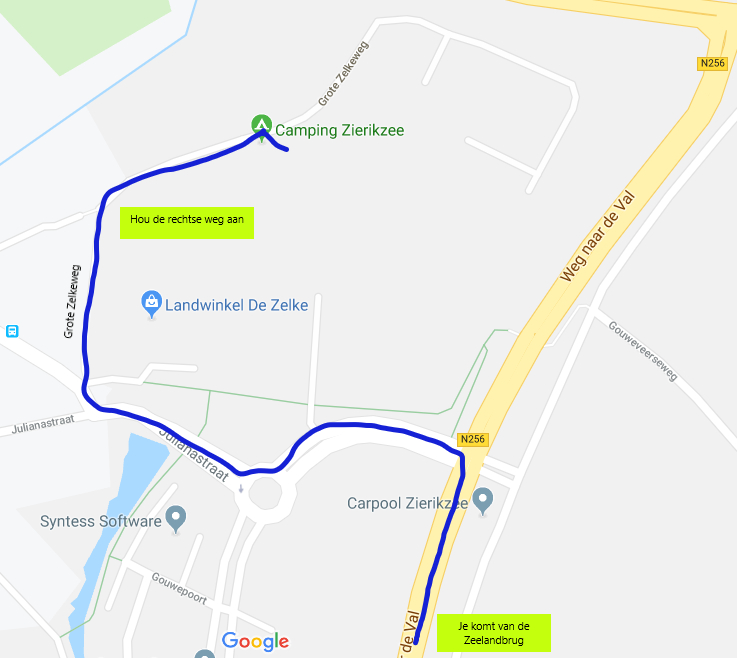 N256
Grote Zelkeweg
Camping Zierikzee
Hou de rechtse weg aan
Weg naar de Val
Grote Zelkeweg
Landwinkel De Zelke
Gouweveerseweg
Julianastraat
Julianastraat
N256
Carpool Zierikzee
Syntess Software
Gouwepoort
Je komt van de
Zeelandbrug
r de Val
Google